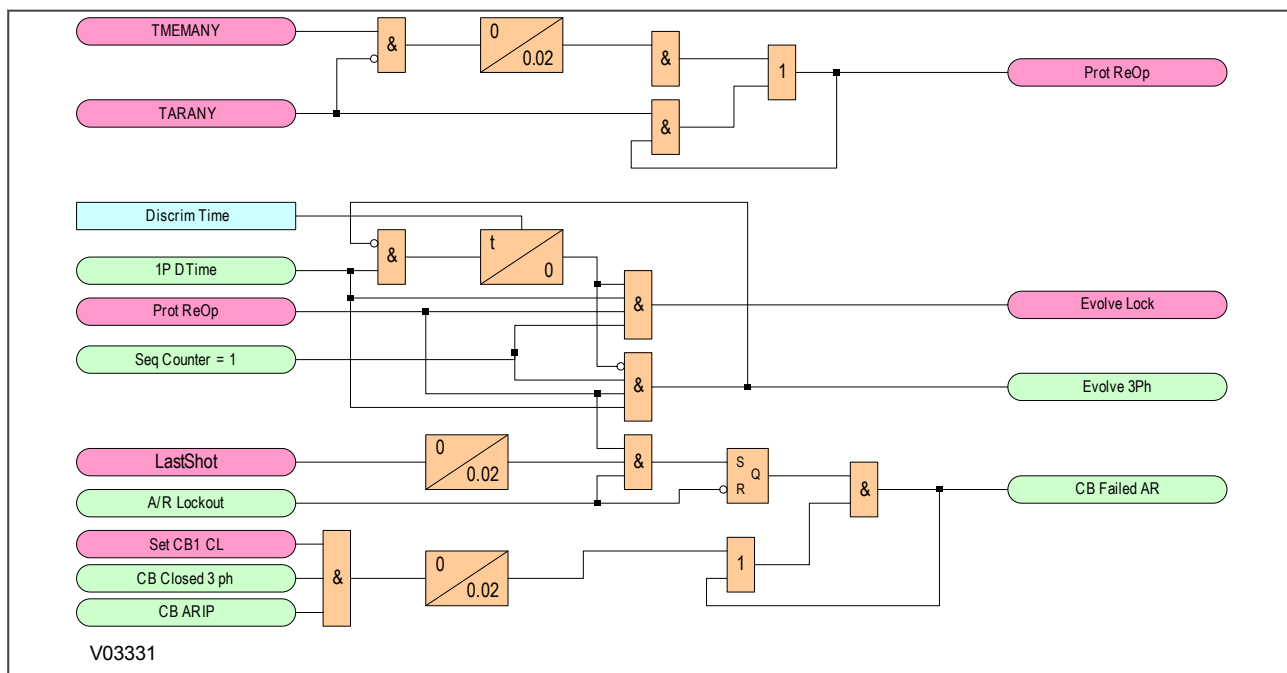 TMEMANY
&
0
0.02
&
1
Prot ReOp
TARANY
&
Discrim Time
&
t
0
1P DTime
Prot ReOp
&
Evolve Lock
Seq Counter = 1
&
Evolve 3Ph
LastShot
0
0.02
&
S
Q
R
&
CB Failed AR
A/R Lockout
Set CB1 CL
CB Closed 3 ph
CB ARIP
&
0
0.02
1
V03331